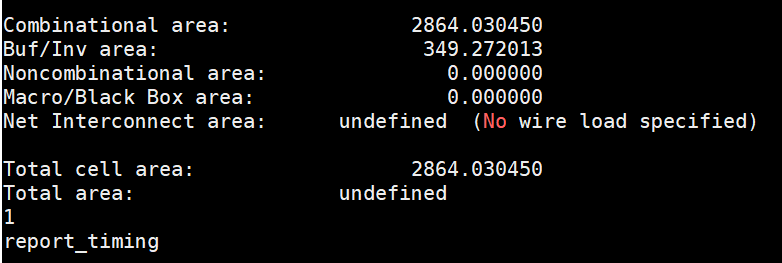 Combinational area: 2864.030450
Buf/Inv area: 349.272013
Noncombinational area: 0.000000
Macro/Black Box area: 0.000000
Net Interconnect area: undefined (No wire load specified)
Total cell area: 2864.030450
Total area: undefined
1
report_timing